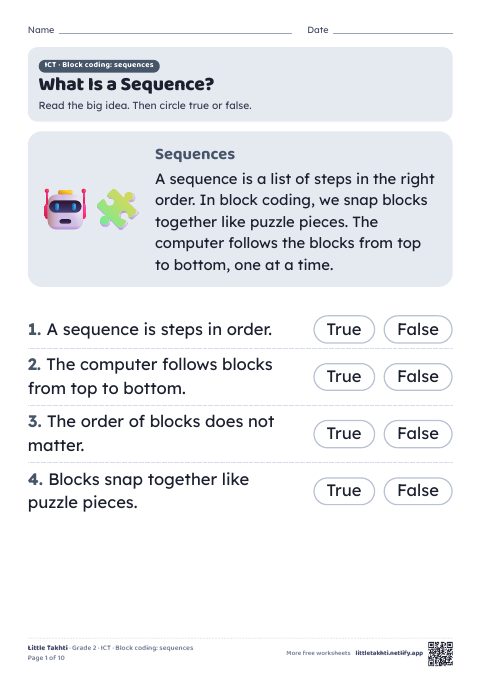 Name
Date
ICT · Block coding: sequences
What Is a Sequence?
Read the big idea. Then circle true or false.
Sequences
A sequence is a list of steps in the right
order. In block coding, we snap blocks
together like puzzle pieces. The
computer follows the blocks from top
to bottom, one at a time.
1. A sequence is steps in order.
True False
2. The computer follows blocks
from top to bottom.
True False
3. The order of blocks does not
matter.
True False
4. Blocks snap together like
puzzle pieces.
True False
Little Takhti · Grade 2 · ICT · Block coding: sequences
Page 1 of 10
More free worksheets · littletakhti.netlify.app